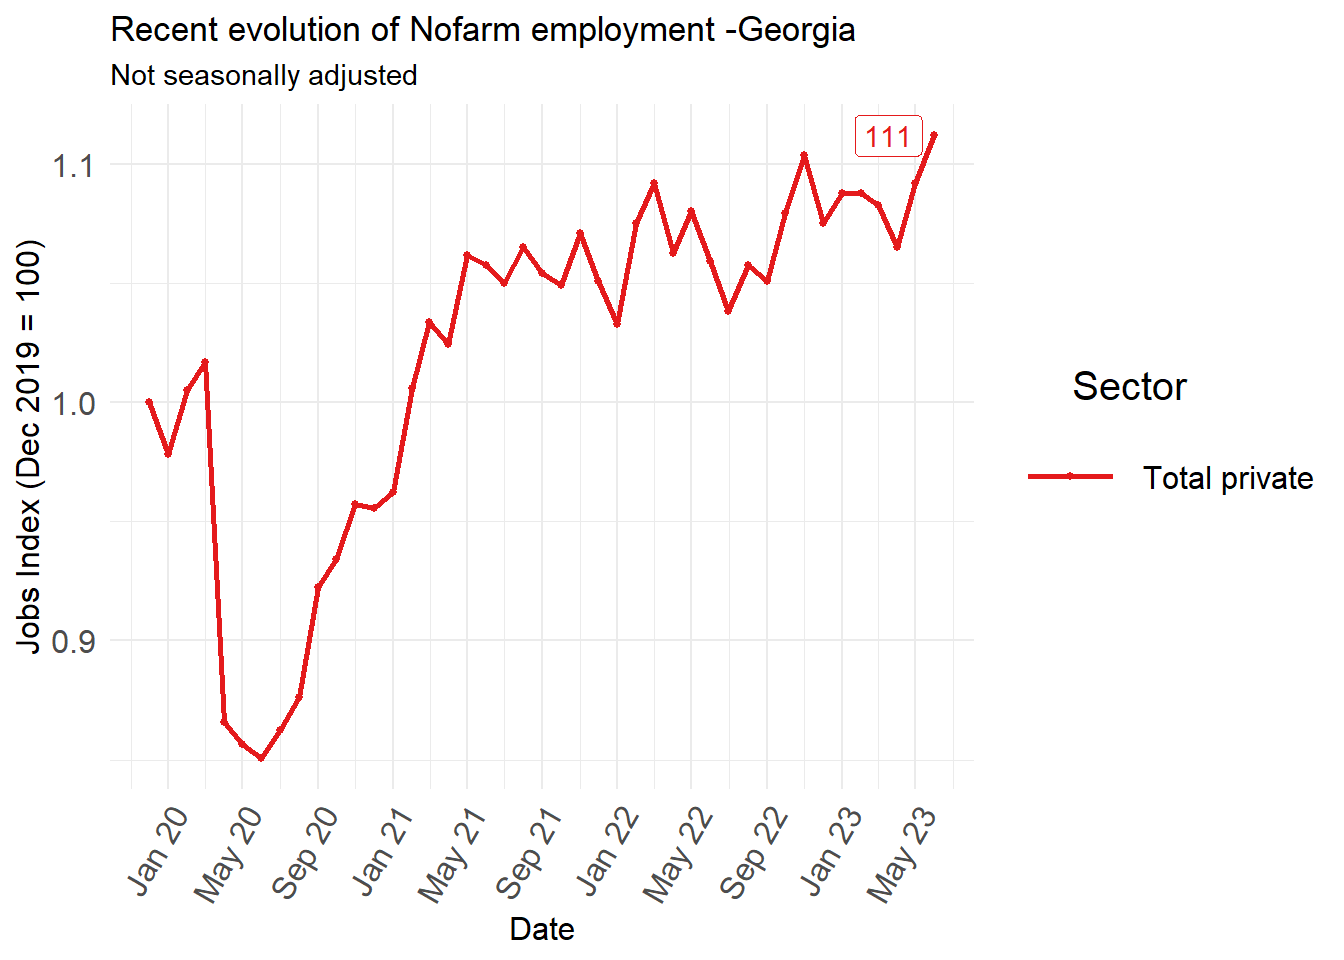 Recent evolution of Nofarm employment -Georgia
Not seasonally adjusted
111
1.1
1.0
0.9
Jobs Index (Dec 2019 = 100)
Sector
Total private
Jan 20
May 20
Sep 20
Jan 21
May 21
Sep 21
Jan 22
May 22
Sep 22
Jan 23
May 23
Date